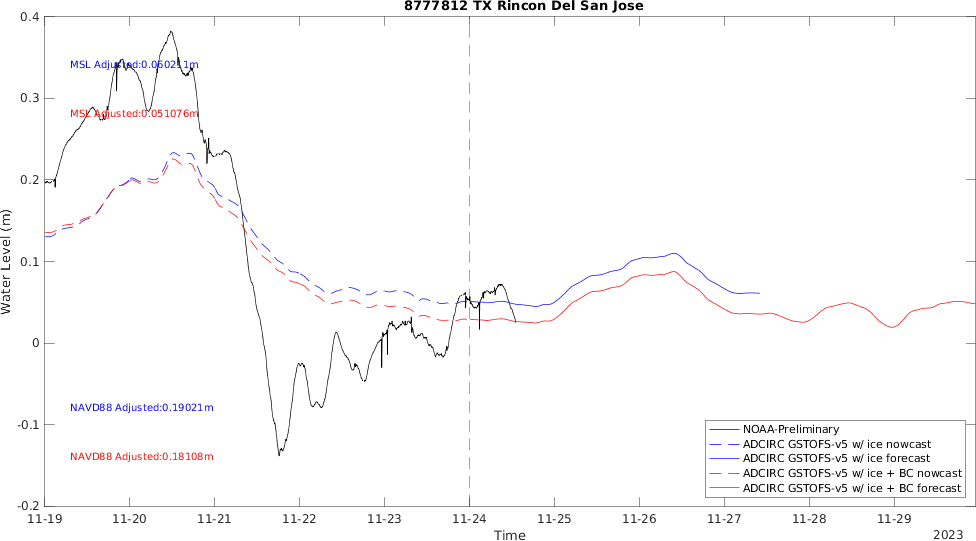 8777812 TX Rincon Del San Jose
0.4
0.3
0.2
0.1
0
-0.1
-0.2
Water Level (m)
MSL Adjusted:0.060211m
MSL Adjusted:0.051076m
NAVD88 Adjusted:0.19021m
NAVD88 Adjusted:0.18108m
NOAA-Preliminary
ADCIRC GSTOFS-v5 w/ ice nowcast
ADCIRC GSTOFS-v5 w/ ice forecast
ADCIRC GSTOFS-v5 w/ ice + BC nowcast
ADCIRC GSTOFS-v5 w/ ice + BC forecast
11-19 11-20 11-21 11-22 11-23 11-24 11-25 11-26 11-27 11-28 11-29
Time
2023